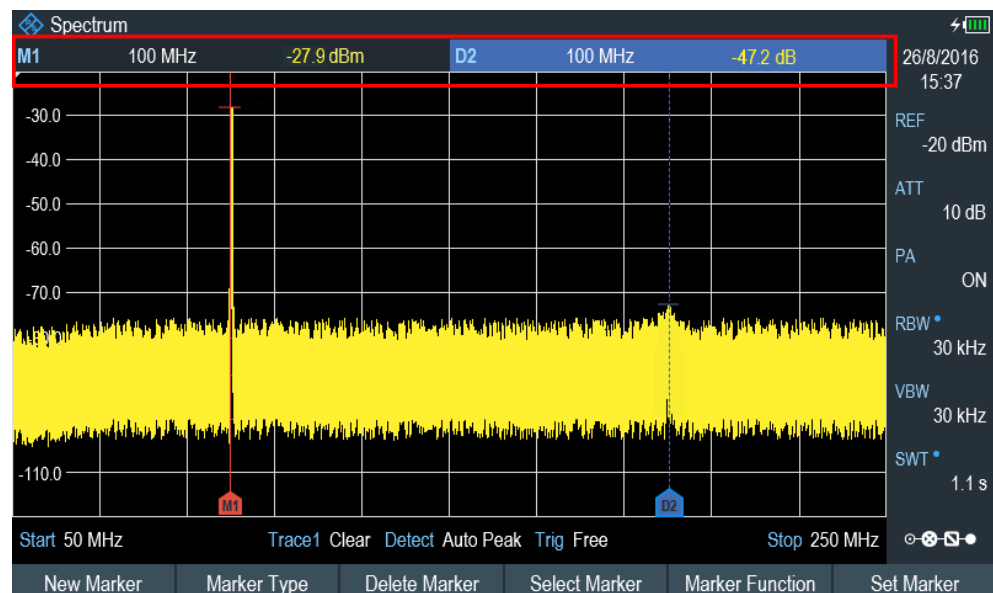 Spectrum
M1 100 MHz -27.9 dBm D2 100 MHz -47.2 dB
26/8/2016
15:37
-30.0
-40.0
-50.0
-60.0
-70.0
-110.0
REF
-20 dBm
ATT
10 dB
PA
ON
RBW
30 kHz
VBW
30 kHz
SWT
1.1 s
M1
D2
Start 50 MHz Trace1 Clear Detect Auto Peak Trig Free Stop 250 MHz
New Marker Marker Type Delete Marker Select Marker Marker Function Set Marker